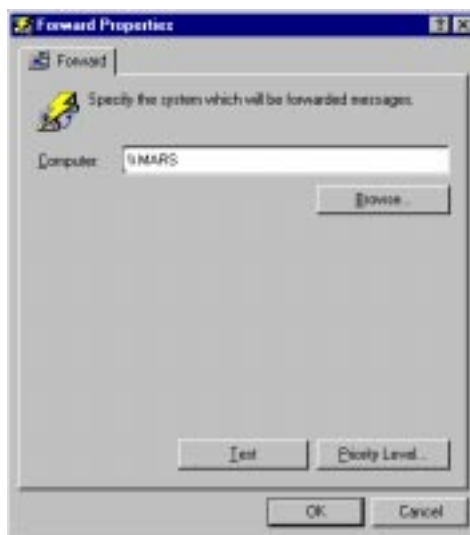 Forward Properties
Forward
Specify the system which will be forwarded messages.
Computer: \\MARS
Browse...
Test
Priority Level...
OK
Cancel